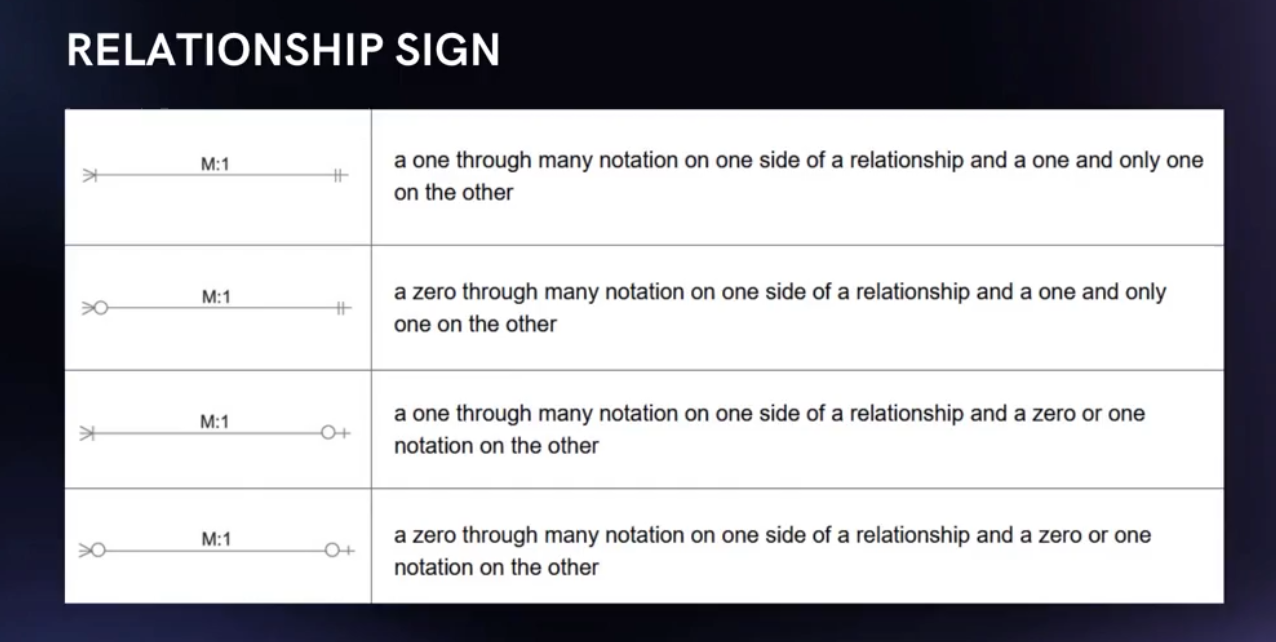 RELATIONSHIP SIGN
M:1
a one through many notation on one side of a relationship and a one and only one
on the other
M:1
a zero through many notation on one side of a relationship and a one and only
one on the other
M:1
a one through many notation on one side of a relationship and a zero or one
notation on the other
M:1
a zero through many notation on one side of a relationship and a zero or one
notation on the other